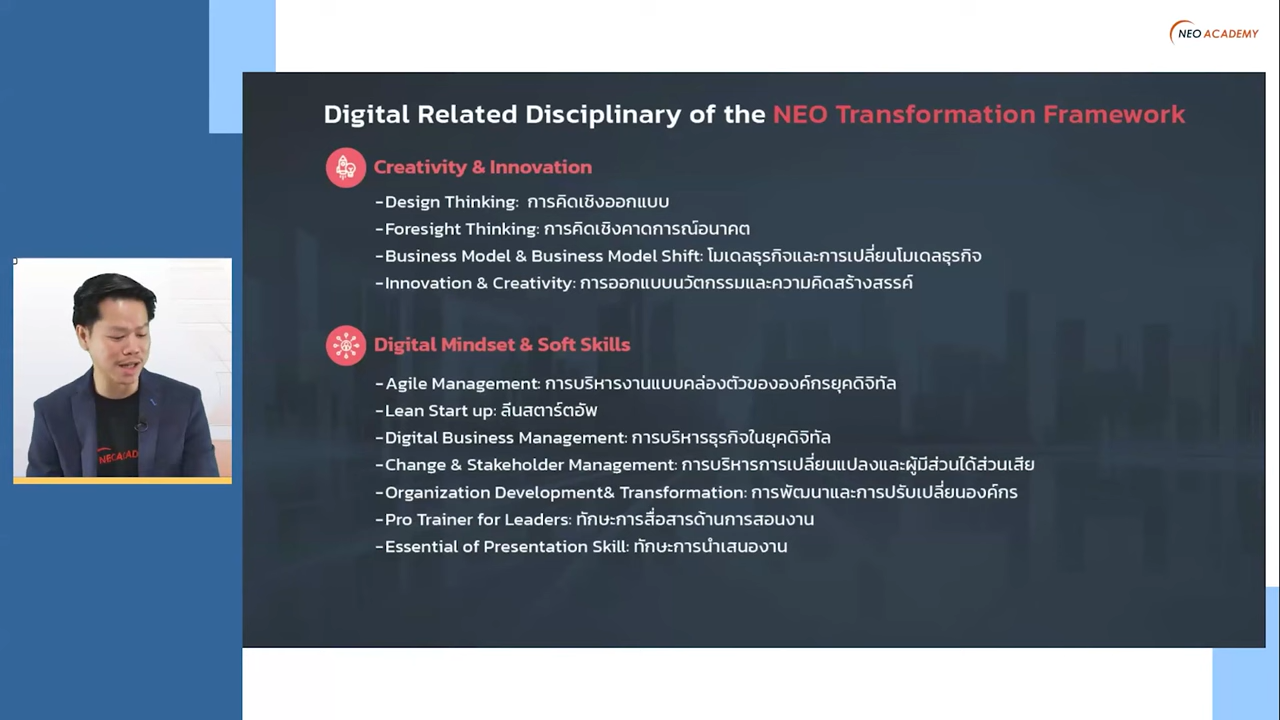 NEO ACADEMY
Digital Related Disciplinary of the NEO Transformation Framework
Creativity & Innovation
-Design Thinking: การคิดเชิงออกแบบ
-Foresight Thinking: การคิดเชิงคาดการณ์อนาคต
-Business Model & Business Model Shift: โมเดลธุรกิจและการเปลี่ยนโมเดลธุรกิจ
-Innovation & Creativity: การออกแบบนวัตกรรมและความคิดสร้างสรรค์
Digital Mindset & Soft Skills
-Agile Management: การบริหารงานแบบคล่องตัวขององค์กรยุคดิจิทัล
-Lean Start up: ลีนสตาร์ตอัพ
-Digital Business Management: การบริหารธุรกิจในยุคดิจิทัล
-Change & Stakeholder Management: การบริหารการเปลี่ยนแปลงและผู้มีส่วนได้ส่วนเสีย
-Organization Development& Transformation: การพัฒนาและการปรับเปลี่ยนองค์กร
-Pro Trainer for Leaders: ทักษะการสื่อสารด้านการสอนงาน
-Essential of Presentation Skill: ทักษะการนำเสนองาน